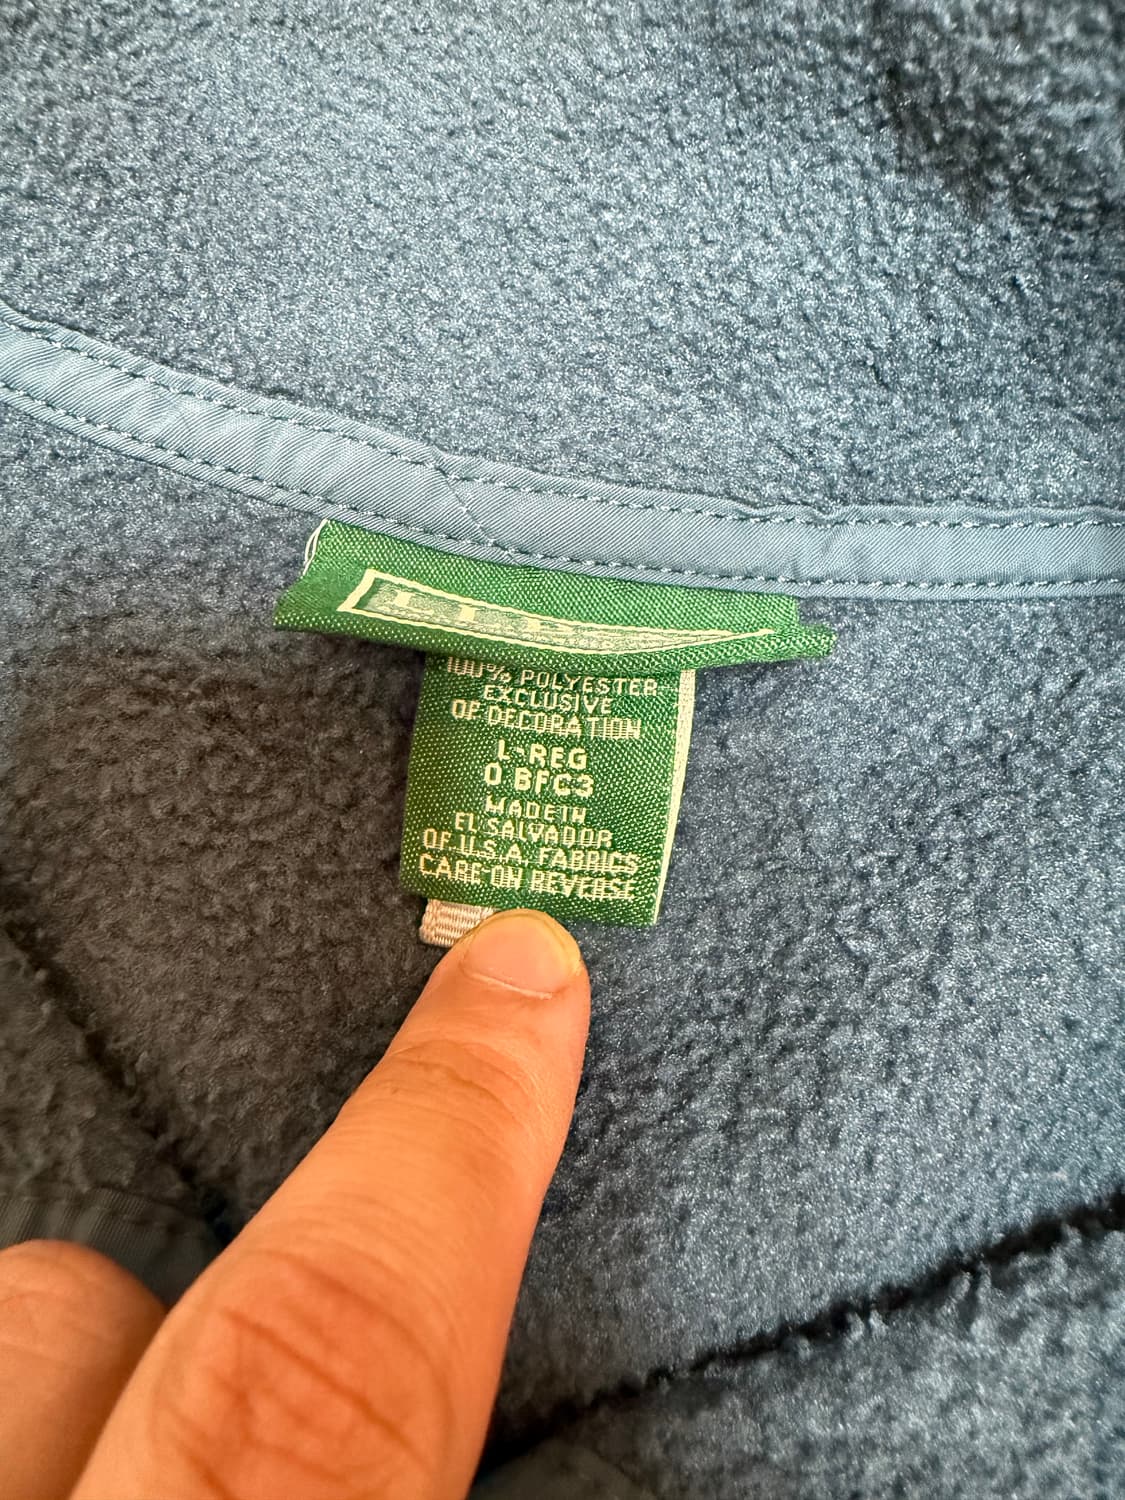 100% POLYESTER
EXCLUSIVE
OF DECORATION
L-REG
0 BFC3
MADE IN
EL SALVADOR
OF U.S.A. FABRICS
CARE ON REVERSE